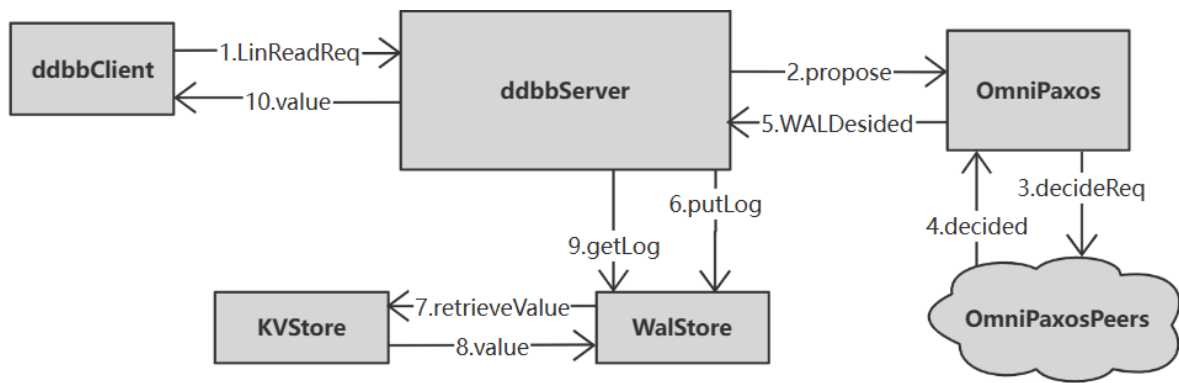 1.LinReadReq
ddbbClient
10.value
ddbbServer
2.propose
5.WALDesided
OmniPaxos
3.decideReq
4.decided
6.putLog
9.getLog
KVStore
7.retrieveValue
8.value
WalStore
OmniPaxosPeers